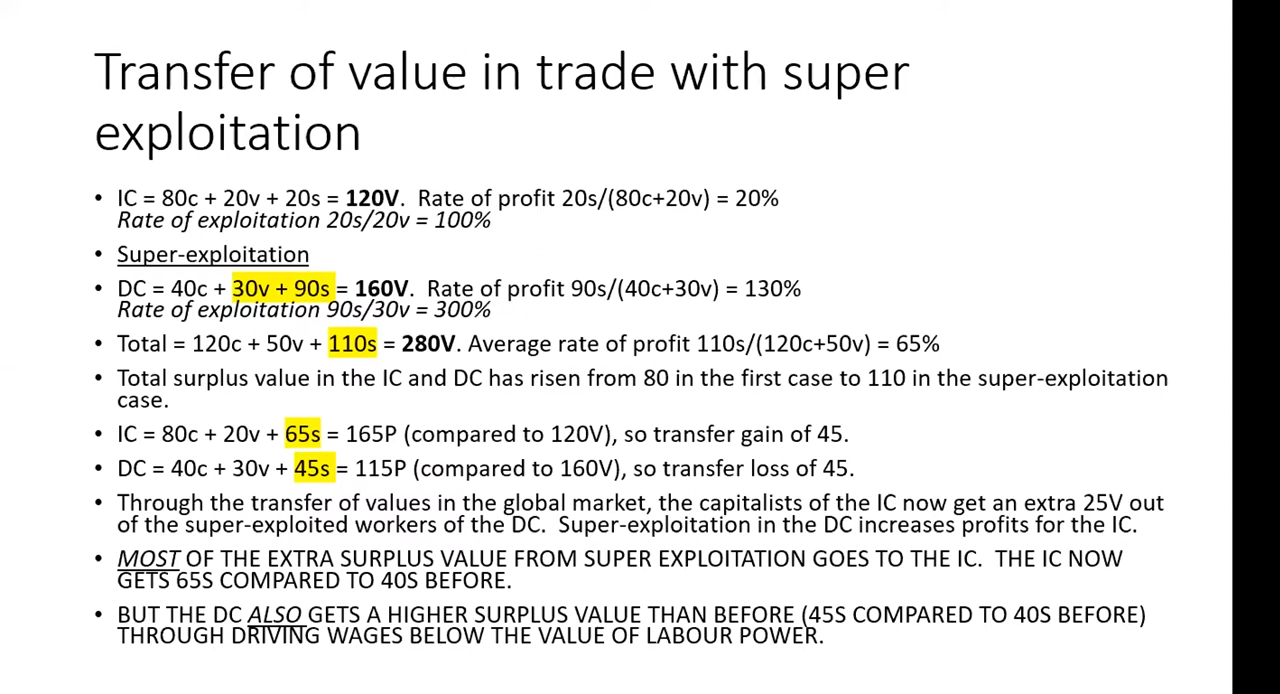 Transfer of value in trade with super
exploitation
• IC = 80c + 20v + 20s = 120V. Rate of profit 20s/(80c+20v) = 20%
Rate of exploitation 20s/20v = 100%
• Super-exploitation
• DC = 40c + 30v + 90s = 160V. Rate of profit 90s/(40c+30v) = 130%
Rate of exploitation 90s/30v = 300%
• Total = 120c + 50v + 110s = 280V. Average rate of profit 110s/(120c+50v) = 65%
• Total surplus value in the IC and DC has risen from 80 in the first case to 110 in the super-exploitation
case.
• IC = 80c + 20v + 65s = 165P (compared to 120V), so transfer gain of 45.
• DC = 40c + 30v + 45s = 115P (compared to 160V), so transfer loss of 45.
• Through the transfer of values in the global market, the capitalists of the IC now get an extra 25V out
of the super-exploited workers of the DC. Super-exploitation in the DC increases profits for the IC.
• MOST OF THE EXTRA SURPLUS VALUE FROM SUPER EXPLOITATION GOES TO THE IC. THE IC NOW
GETS 65S COMPARED TO 40S BEFORE.
• BUT THE DC ALSO GETS A HIGHER SURPLUS VALUE THAN BEFORE (45S COMPARED TO 40S BEFORE)
THROUGH DRIVING WAGES BELOW THE VALUE OF LABOUR POWER.